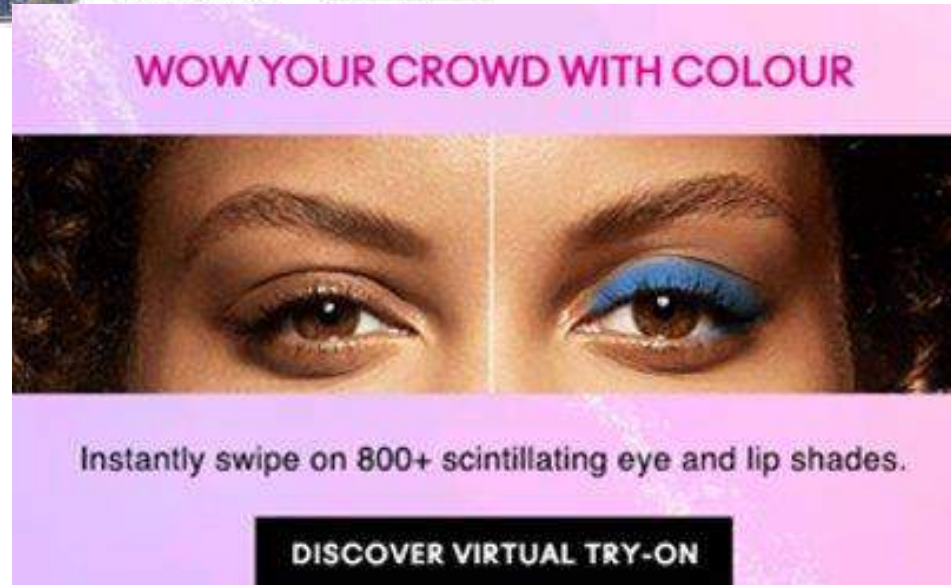 WOW YOUR CROWD WITH COLOUR
Instantly swipe on 800+ scintillating eye and lip shades.
DISCOVER VIRTUAL TRY-ON